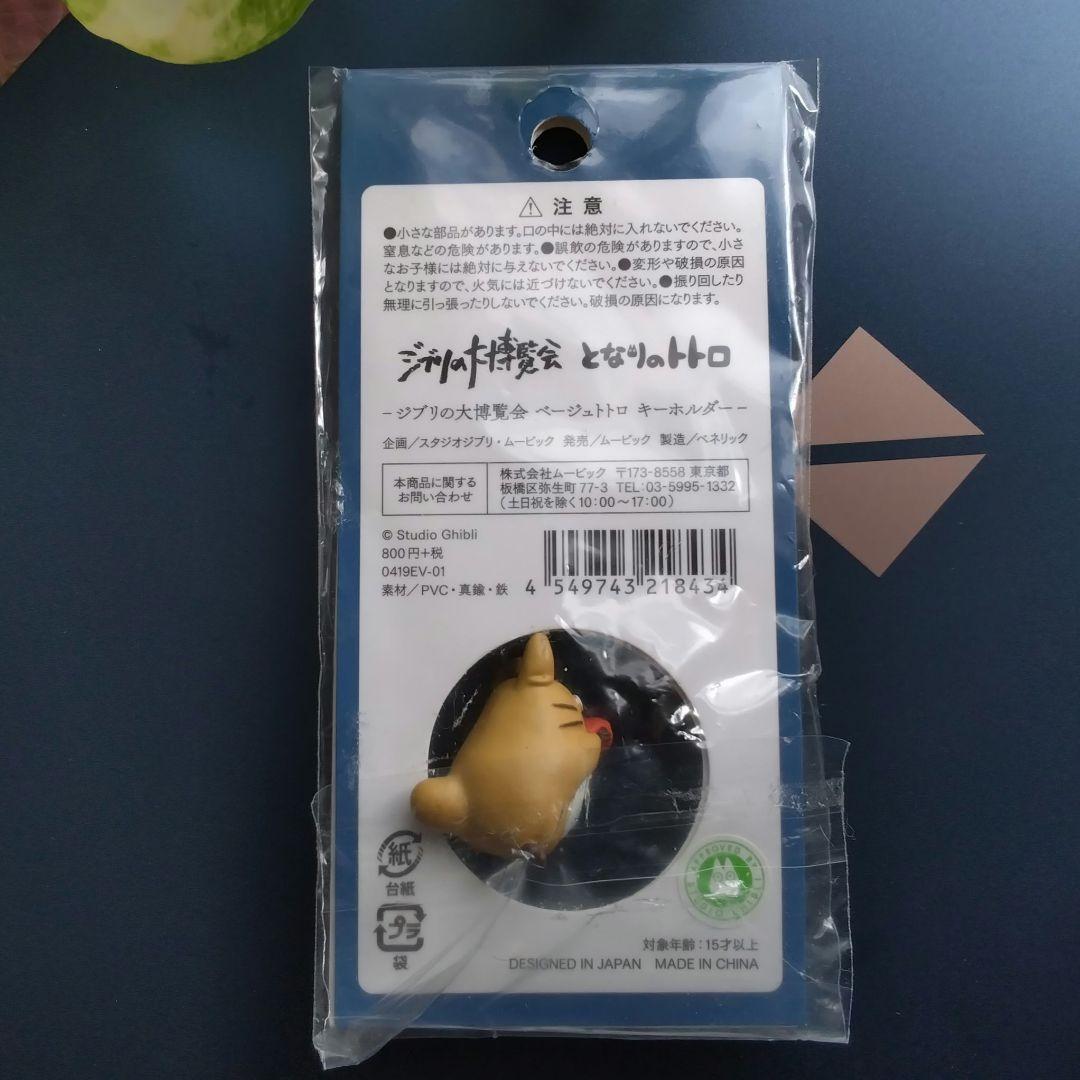 ⚠ 注意
●小さな部品があります。口の中には絶対に入れないでください。
窒息などの危険があります。●誤飲の危険がありますので、小さ
なお子様には絶対に与えないでください。●変形や破損の原因
となりますので、火気には近づけないでください。●振り回したり
無理に引っ張ったりしないでください。破損の原因になります。
ジブリの大博覧会 となりのトトロ
-ジブリの大博覧会 ベージュトトロ キーホルダー-
企画/スタジオジブリ・ムービック 発売/ムービック 製造/ベネリック
本商品に関する
お問い合わせ
株式会社ムービック 〒173-8558 東京都
板橋区弥生町77-3 TEL:03-5995-1332
(土日祝を除く10:00〜17:00)
© Studio Ghibli
800円+税
0419EV-01
素材/PVC・真鍮・鉄
4 549743 218434
紙
台紙
プラ
袋
APPROVED BY STUDIO GHIBLI
対象年齢:15才以上
DESIGNED IN JAPAN MADE IN CHINA